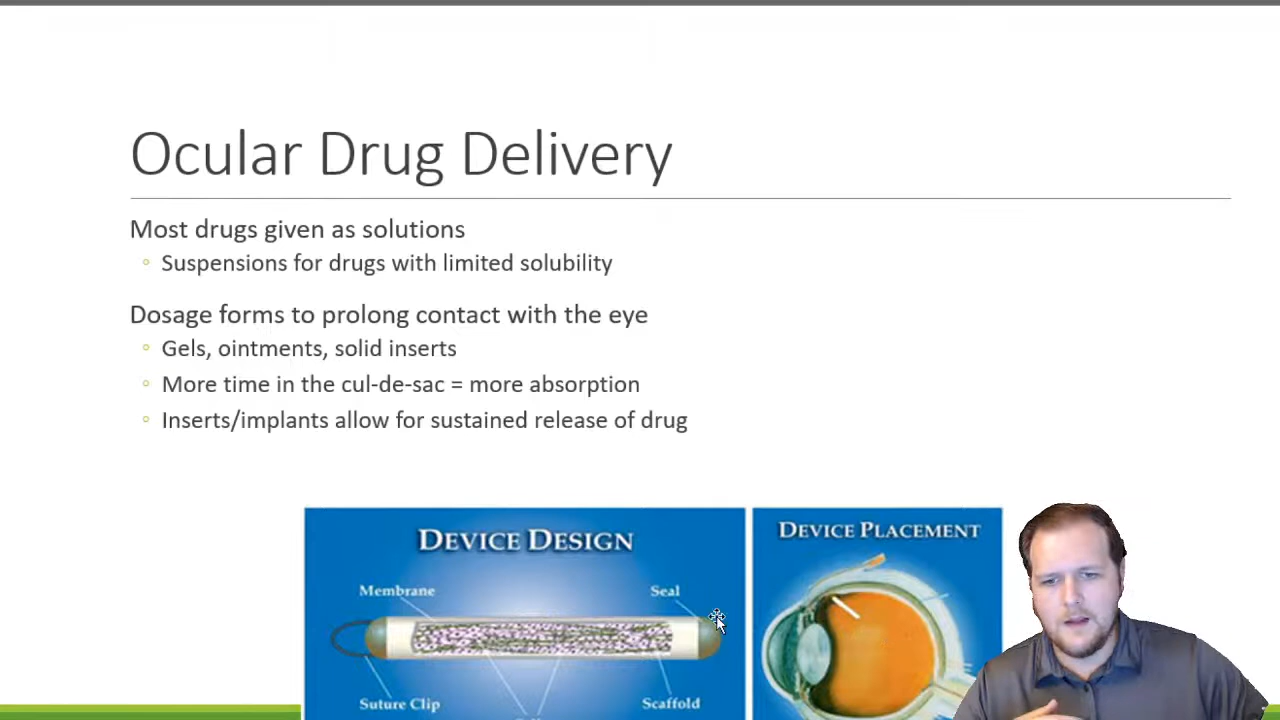 Ocular Drug Delivery
Most drugs given as solutions
◦ Suspensions for drugs with limited solubility
Dosage forms to prolong contact with the eye
◦ Gels, ointments, solid inserts
◦ More time in the cul-de-sac = more absorption
◦ Inserts/implants allow for sustained release of drug
DEVICE DESIGN
Membrane
Seal
Suture Clip
Scaffold
DEVICE PLACEMENT